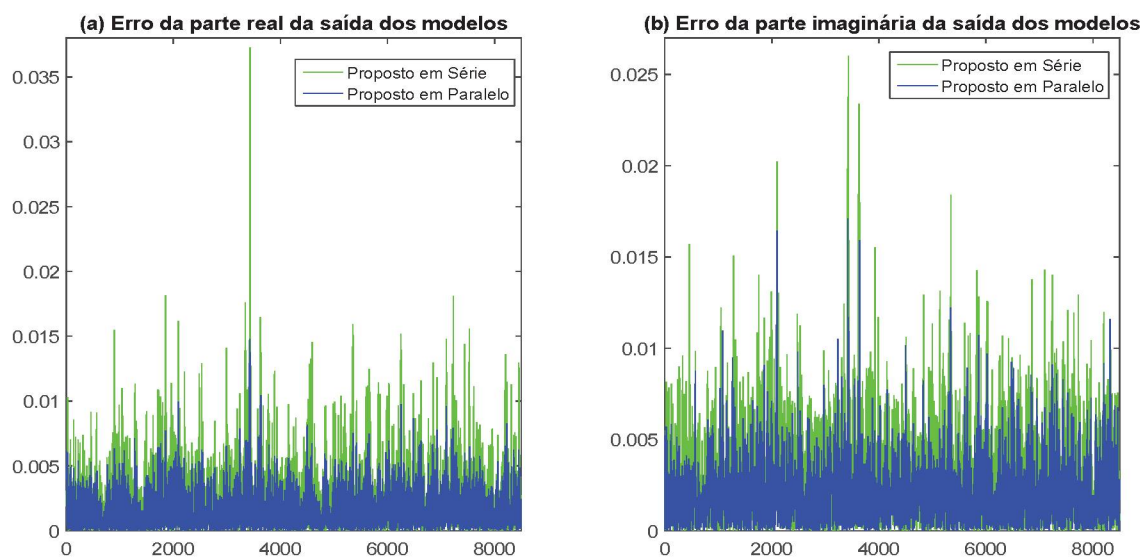 (a) Erro da parte real da saída dos modelos
0.035
0.03
0.025
0.02
0.015
0.01
0.005
0
0 2000 4000 6000 8000
Proposto em Série
Proposto em Paralelo
(b) Erro da parte imaginária da saída dos modelos
0.025
0.02
0.015
0.01
0.005
0
0 2000 4000 6000 8000
Proposto em Série
Proposto em Paralelo